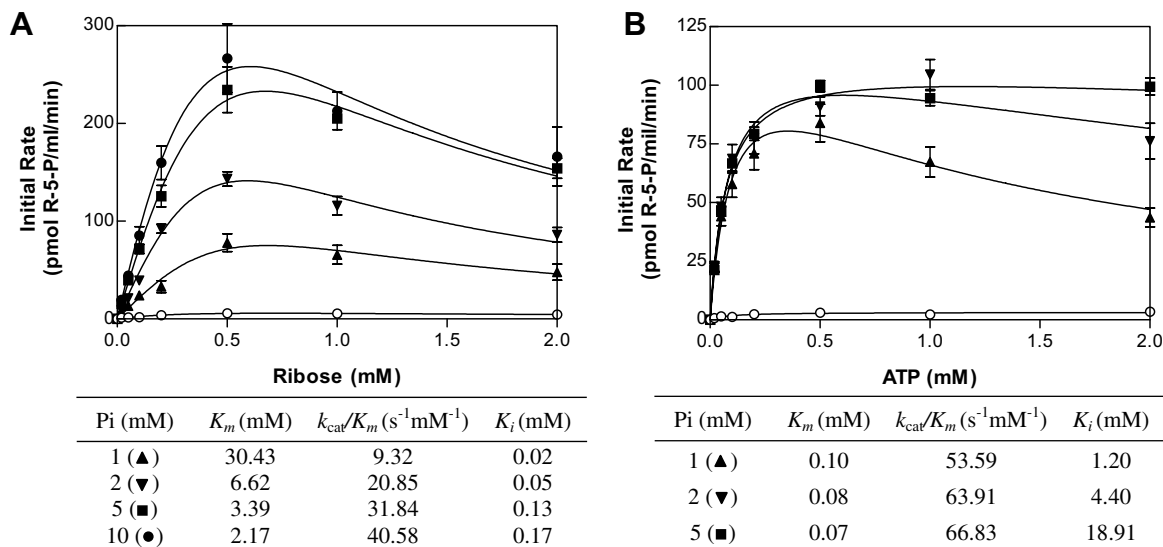 A
Initial Rate
(pmol R-5-P/ml/min)
300
200
100
0
0.0 0.5 1.0 1.5 2.0
Ribose (mM)
Pi (mM) Km (mM) kcat/Km (s-1mM-1) Ki (mM)
1 (▲) 30.43 9.32 0.02
2 (▼) 6.62 20.85 0.05
5 (■) 3.39 31.84 0.13
10 (●) 2.17 40.58 0.17
B
Initial Rate
(pmol R-5-P/mil/min)
125
100
75
50
25
0
0.0 0.5 1.0 1.5 2.0
ATP (mM)
Pi (mM) Km (mM) kcat/Km (s-1mM-1) Ki (mM)
1 (▲) 0.10 53.59 1.20
2 (▼) 0.08 63.91 4.40
5 (■) 0.07 66.83 18.91